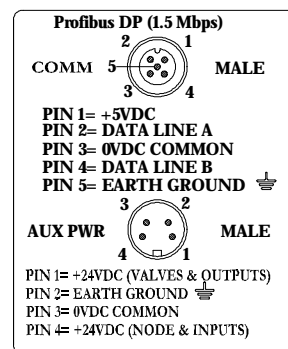 Profibus DP (1.5 Mbps)
2 1
COMM 5 MALE
3 4
PIN 1= +5VDC
PIN 2= DATA LINE A
PIN 3= 0VDC COMMON
PIN 4= DATA LINE B
PIN 5= EARTH GROUND
3 2
AUX PWR MALE
4 1
PIN 1= +24VDC (VALVES & OUTPUTS)
PIN 2= EARTH GROUND
PIN 3= 0VDC COMMON
PIN 4= +24VDC (NODE & INPUTS)